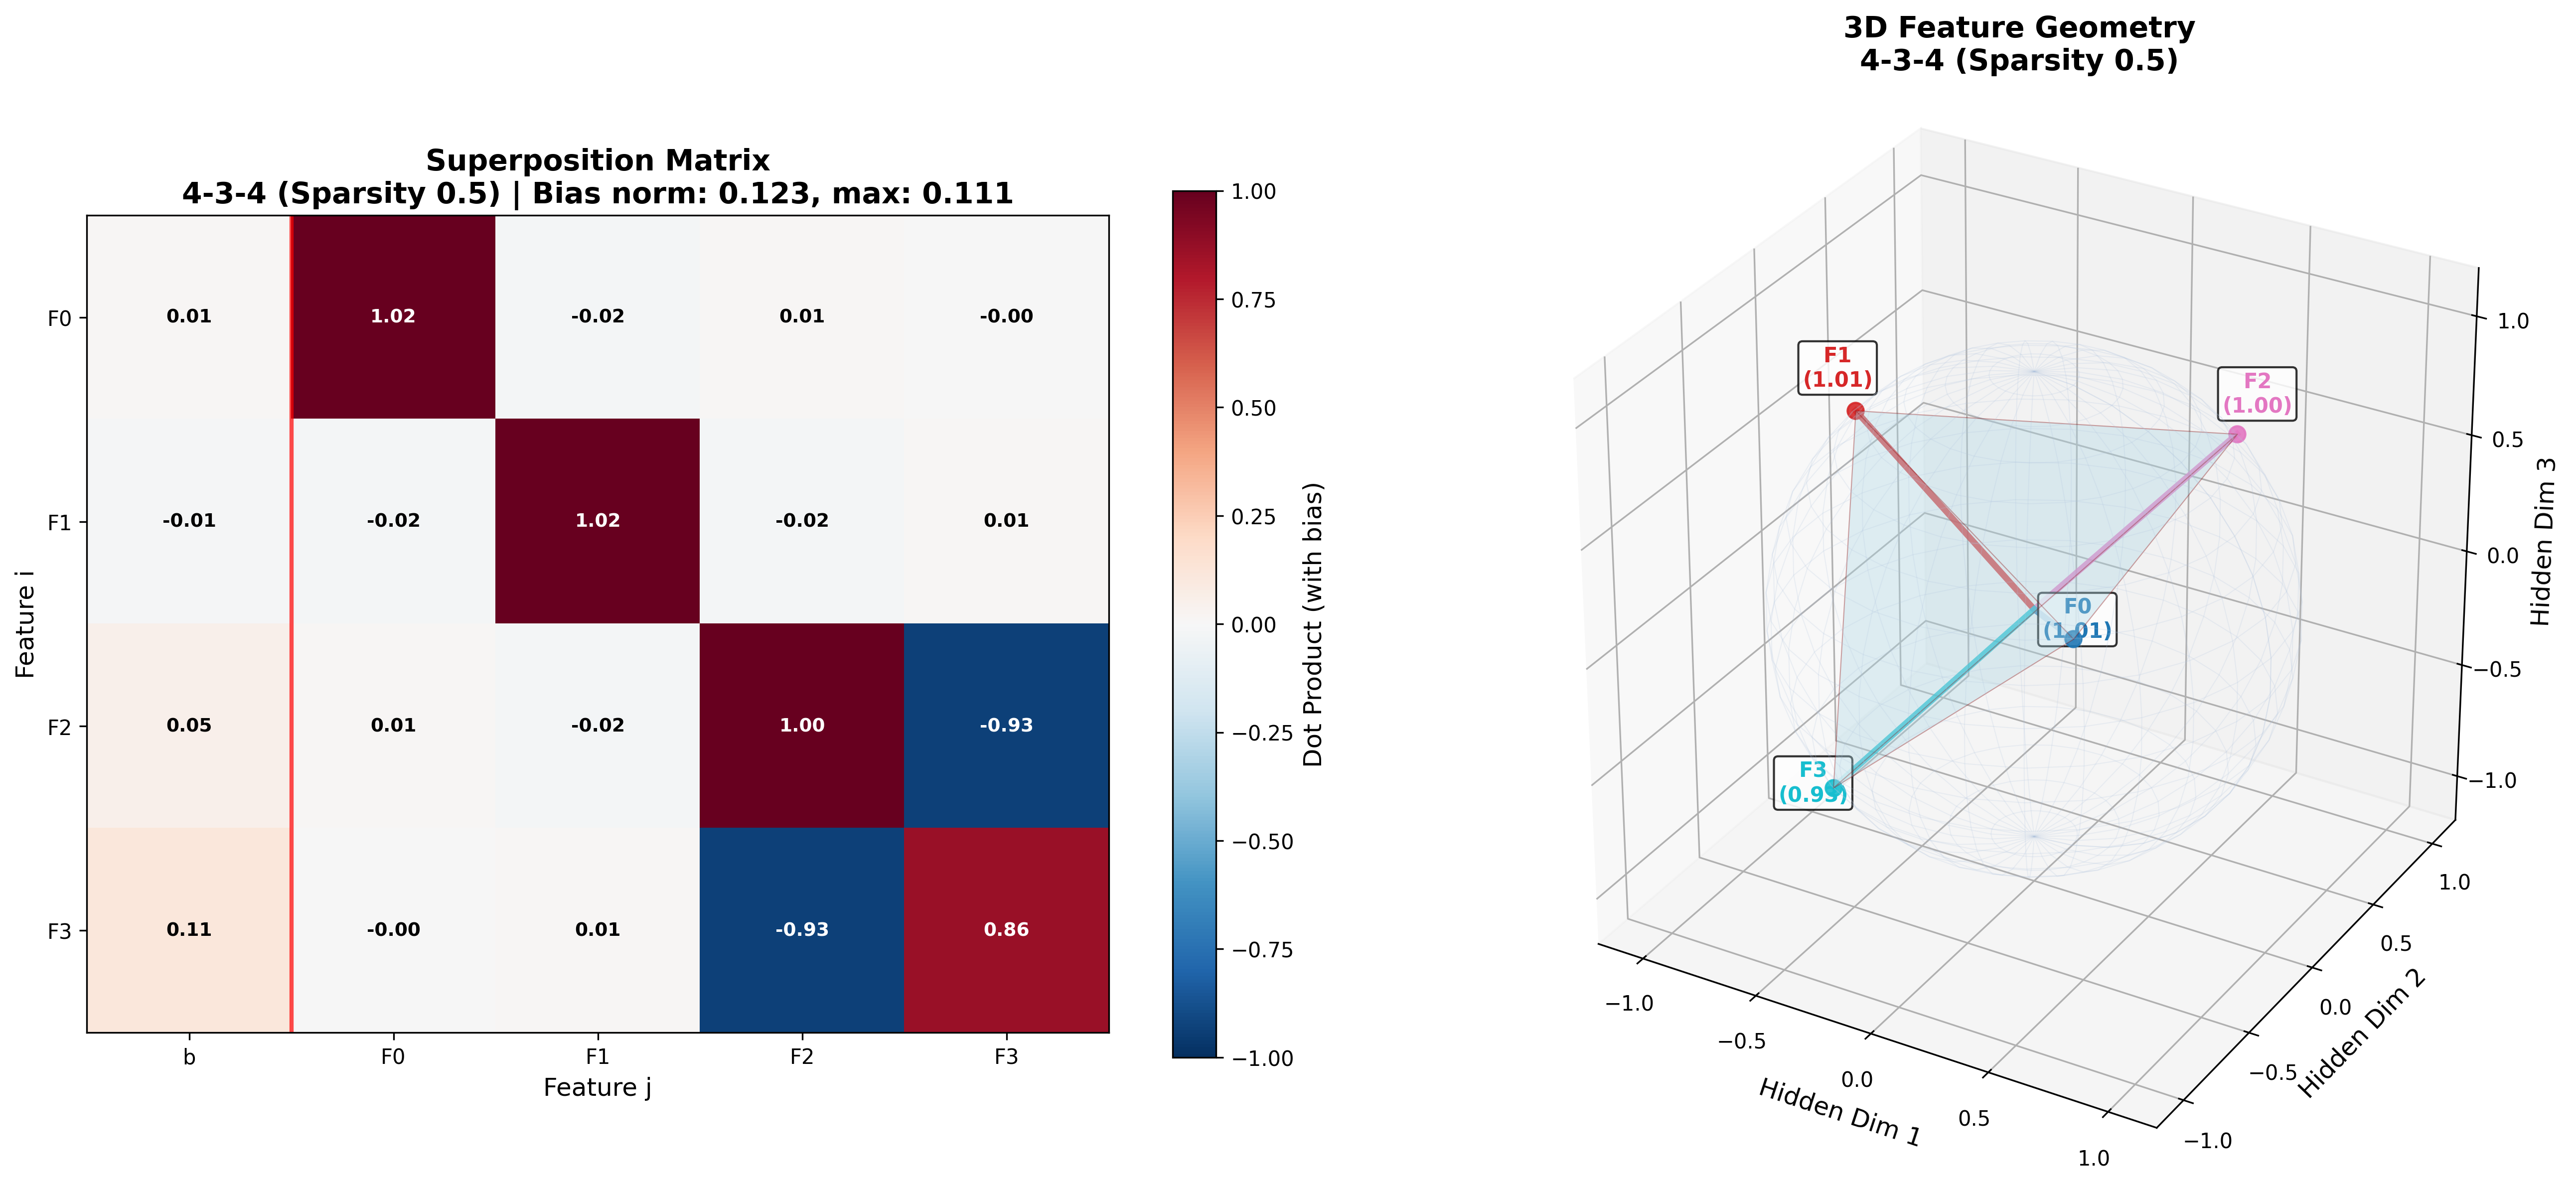 Superposition Matrix
4-3-4 (Sparsity 0.5) | Bias norm: 0.123, max: 0.111
Feature i
F0
F1
F2
F3
0.01 1.02 -0.02 0.01 -0.00
-0.01 -0.02 1.02 -0.02 0.01
0.05 0.01 -0.02 1.00 -0.93
0.11 -0.00 0.01 -0.93 0.86
b F0 F1 F2 F3
Feature j
1.00
0.75
0.50
0.25
0.00
−0.25
−0.50
−0.75
−1.00
Dot Product (with bias)
3D Feature Geometry
4-3-4 (Sparsity 0.5)
F1
(1.01)
F2
(1.00)
F0
(1.01)
F3
(0.93)
1.0
0.5
0.0
−0.5
−1.0
Hidden Dim 3
−1.0
−0.5
0.0
0.5
1.0
Hidden Dim 1
1.0
0.5
0.0
−0.5
−1.0
Hidden Dim 2